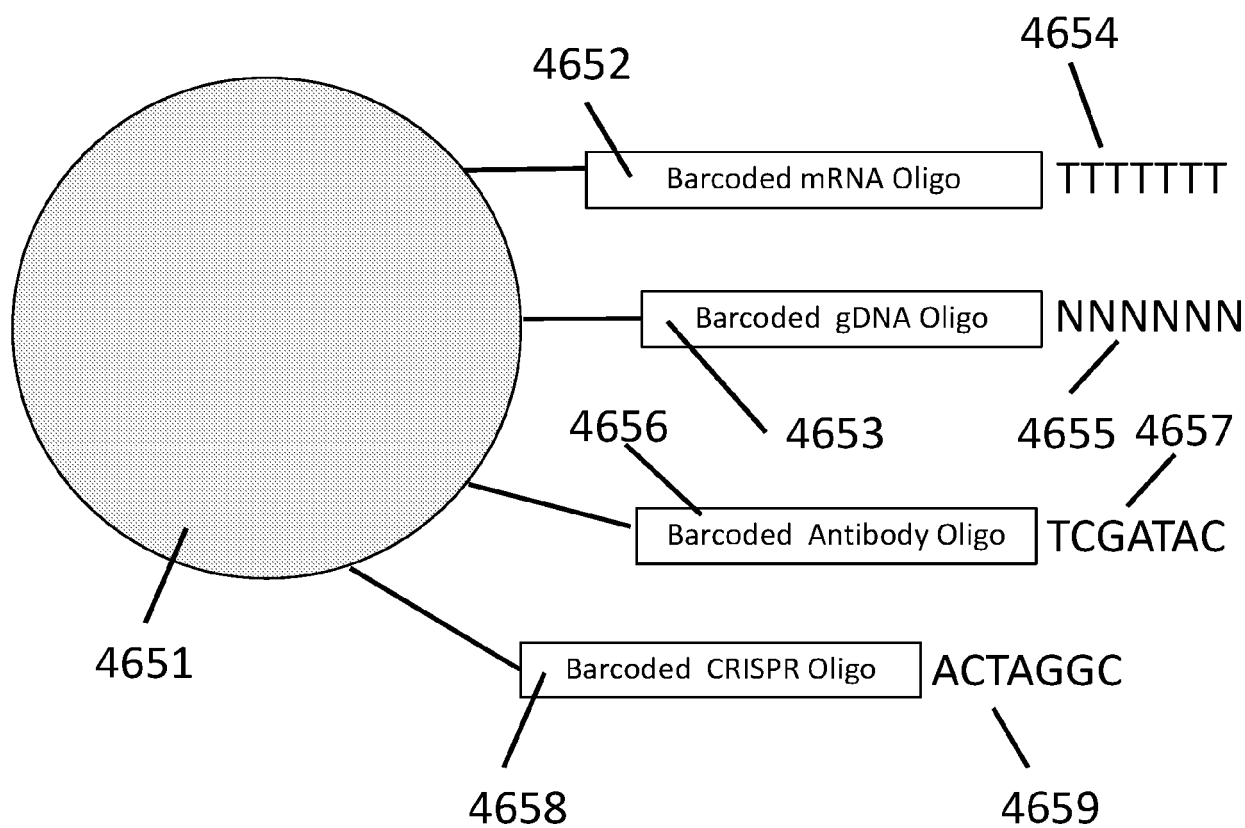 4654
4652
Barcoded mRNA Oligo TTTTTTT
Barcoded gDNA Oligo NNNNNN
4656 4653 4655 4657
Barcoded Antibody Oligo TCGATAC
4651
Barcoded CRISPR Oligo ACTAGGC
4658 4659